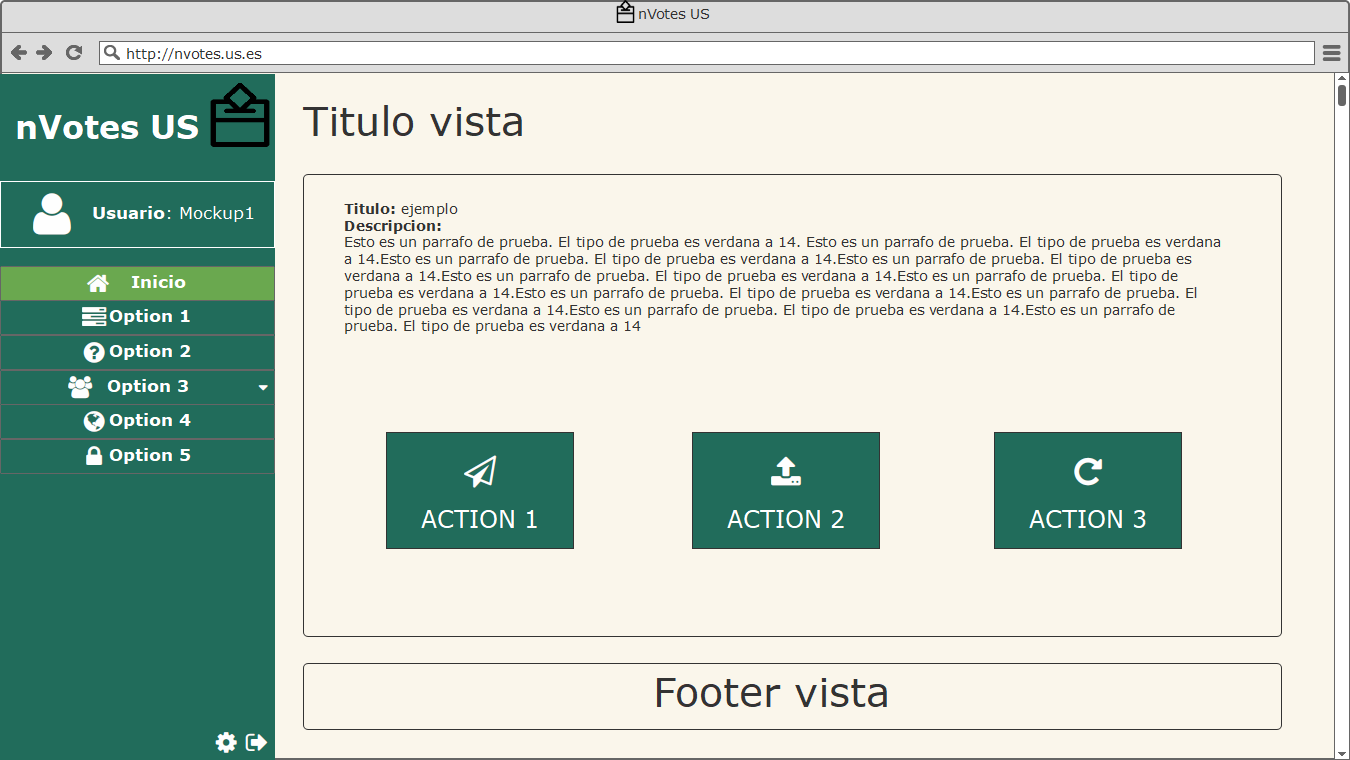 nVotes US
http://nvotes.us.es
nVotes US
Usuario: Mockup1
Inicio
Option 1
Option 2
Option 3
Option 4
Option 5
Titulo vista
Titulo: ejemplo
Descripcion:
Esto es un parrafo de prueba. El tipo de prueba es verdana a 14. Esto es un parrafo de prueba. El tipo de prueba es verdana
a 14.Esto es un parrafo de prueba. El tipo de prueba es verdana a 14.Esto es un parrafo de prueba. El tipo de prueba es
verdana a 14.Esto es un parrafo de prueba. El tipo de prueba es verdana a 14.Esto es un parrafo de prueba. El tipo de
prueba es verdana a 14.Esto es un parrafo de prueba. El tipo de prueba es verdana a 14.Esto es un parrafo de prueba. El
tipo de prueba es verdana a 14.Esto es un parrafo de prueba. El tipo de prueba es verdana a 14.Esto es un parrafo de
prueba. El tipo de prueba es verdana a 14
ACTION 1
ACTION 2
ACTION 3
Footer vista